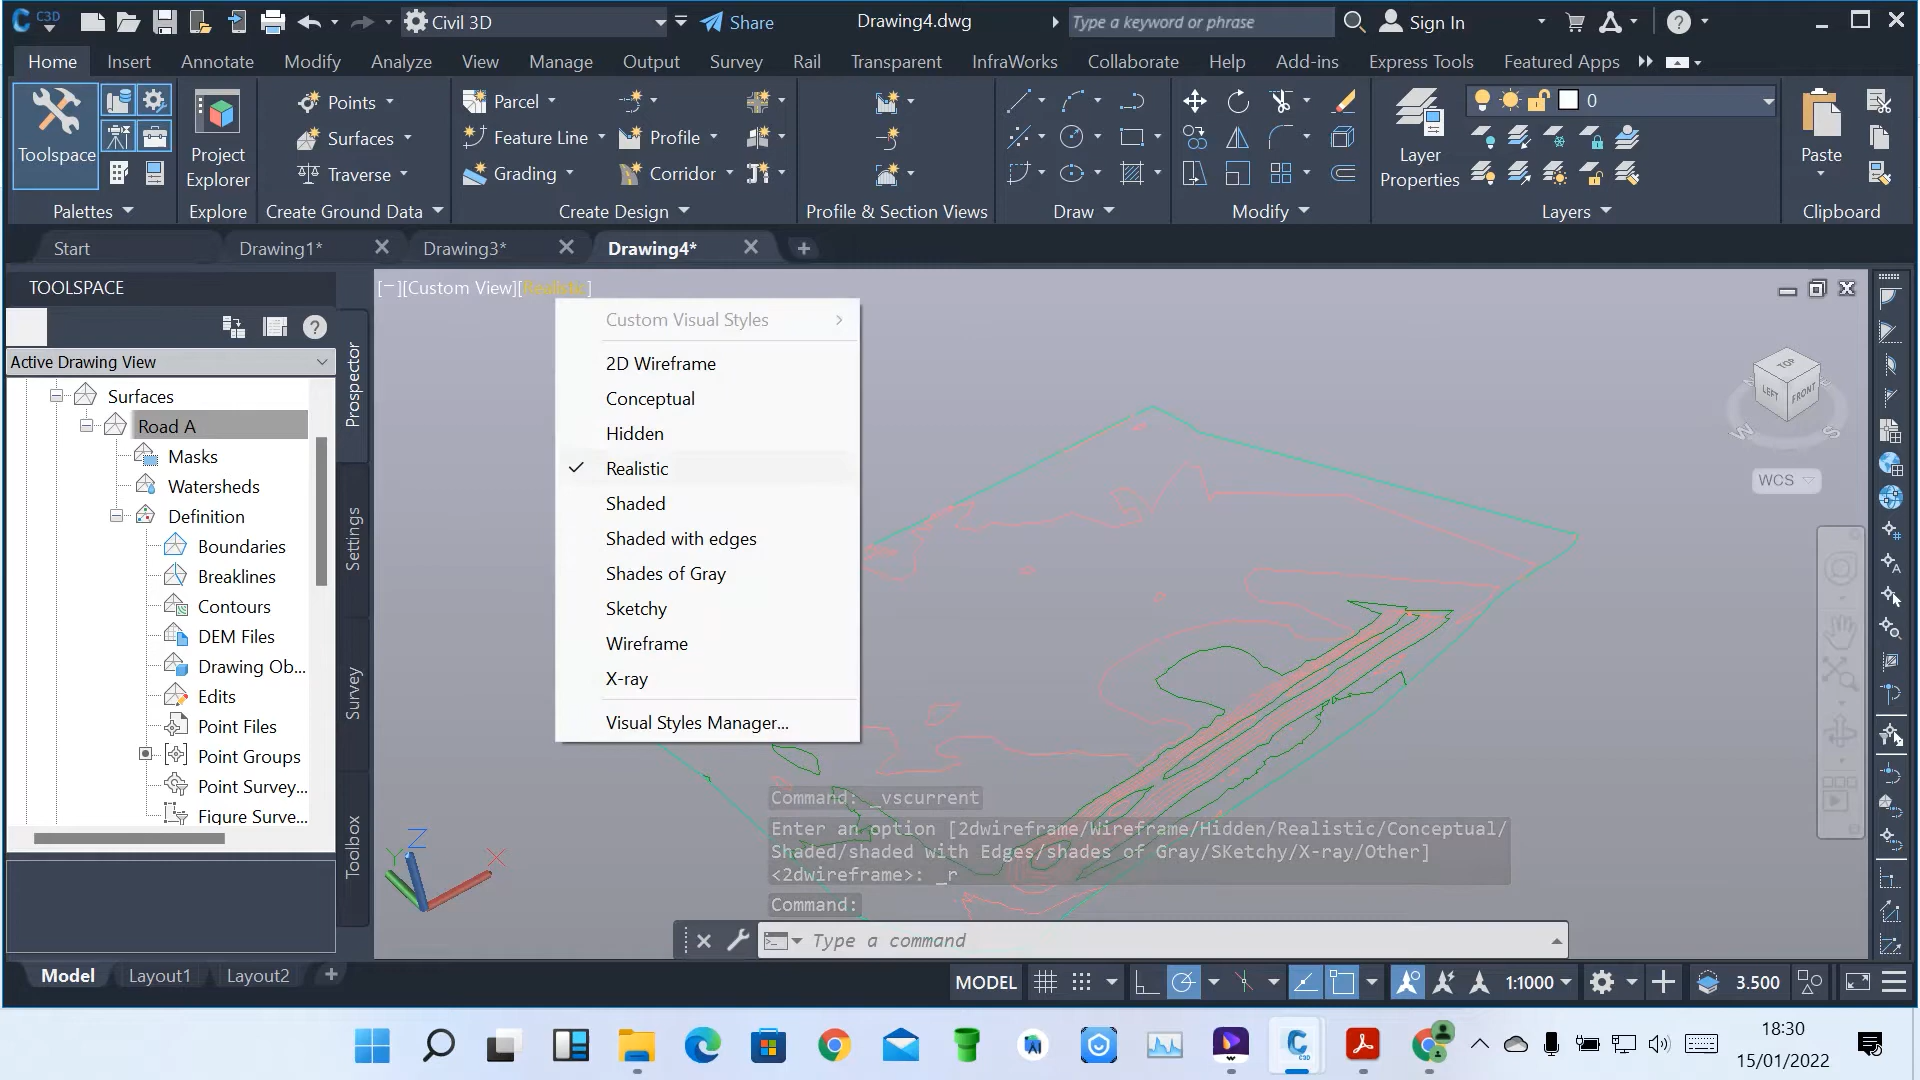 C3D
Civil 3D
Share
Drawing4.dwg
Type a keyword or phrase
Sign In
Home
Insert
Annotate
Modify
Analyze
View
Manage
Output
Survey
Rail
Transparent
InfraWorks
Collaborate
Help
Add-ins
Express Tools
Featured Apps
Toolspace
Palettes
Project
Explorer
Explore
Points
Surfaces
Traverse
Create Ground Data
Parcel
Feature Line
Grading
Profile
Corridor
Create Design
Profile & Section Views
Draw
Modify
Layer
Properties
0
Layers
Paste
Clipboard
Start
Drawing1*
Drawing3*
Drawing4*
TOOLSPACE
Active Drawing View
Surfaces
Road A
Masks
Watersheds
Definition
Boundaries
Breaklines
Contours
DEM Files
Drawing Ob...
Edits
Point Files
Point Groups
Point Survey...
Figure Surve...
Prospector
Settings
Survey
Toolbox
[−][Custom View][Realistic]
Custom Visual Styles
2D Wireframe
Conceptual
Hidden
Realistic
Shaded
Shaded with edges
Shades of Gray
Sketchy
Wireframe
X-ray
Visual Styles Manager...
TOP
LEFT
FRONT
W
S
WCS
Z
Y
X
Command: _vscurrent
Enter an option [2dwireframe/Wireframe/Hidden/Realistic/Conceptual/
Shaded/shaded with Edges/shades of Gray/SKetchy/X-ray/Other]
<2dwireframe>: _r
Command:
Type a command
Model
Layout1
Layout2
MODEL
1:1000
3.500
C3D
18:30
15/01/2022